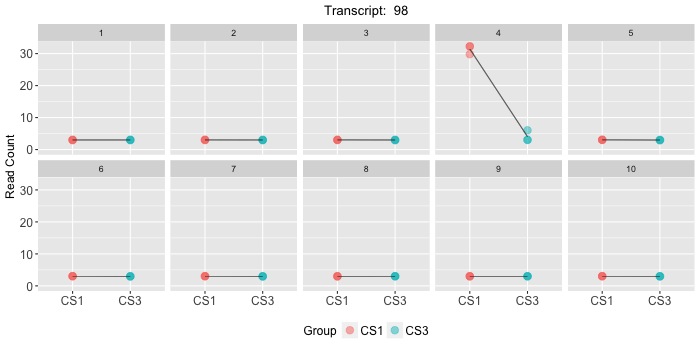 Transcript: 98
1 2 3 4 5
30
20
10
0
Read Count
6 7 8 9 10
30
20
10
0
CS1 CS3 CS1 CS3 CS1 CS3 CS1 CS3 CS1 CS3
Group CS1 CS3